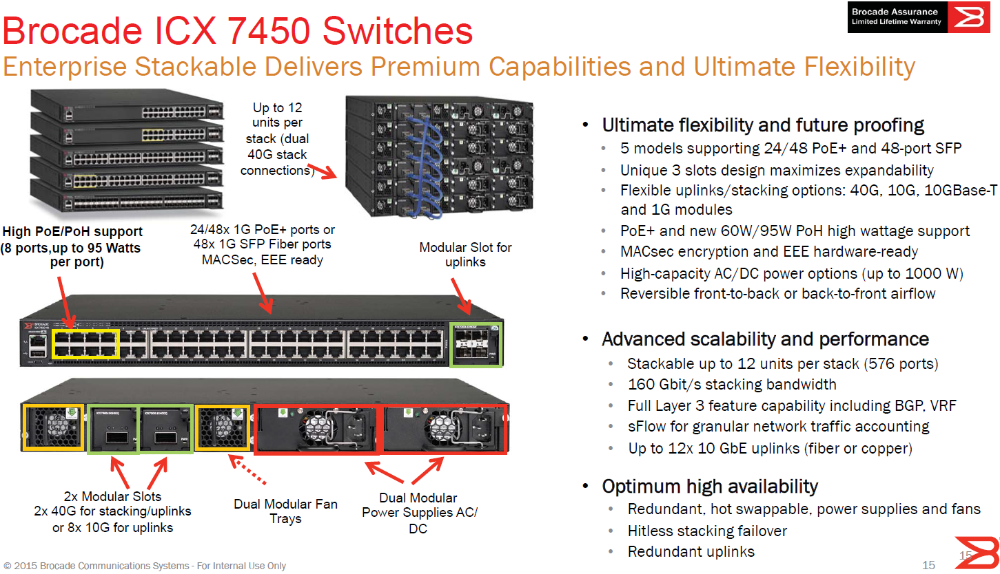 Brocade ICX 7450 Switches
Brocade Assurance
Limited Lifetime Warranty
Enterprise Stackable Delivers Premium Capabilities and Ultimate Flexibility
Up to 12
units per
stack (dual
40G stack
connections)
High PoE/PoH support
(8 ports,up to 95 Watts
per port)
24/48x 1G PoE+ ports or
48x 1G SFP Fiber ports
MACSec, EEE ready
Modular Slot for
uplinks
BROCADE
PWR
2x Modular Slots
2x 40G for stacking/uplinks
or 8x 10G for uplinks
Dual Modular Fan
Trays
Dual Modular
Power Supplies AC/
DC
• Ultimate flexibility and future proofing
• 5 models supporting 24/48 PoE+ and 48-port SFP
• Unique 3 slots design maximizes expandability
• Flexible uplinks/stacking options: 40G, 10G, 10GBase-T
and 1G modules
• PoE+ and new 60W/95W PoH high wattage support
• MACsec encryption and EEE hardware-ready
• High-capacity AC/DC power options (up to 1000 W)
• Reversible front-to-back or back-to-front airflow
• Advanced scalability and performance
• Stackable up to 12 units per stack (576 ports)
• 160 Gbit/s stacking bandwidth
• Full Layer 3 feature capability including BGP, VRF
• sFlow for granular network traffic accounting
• Up to 12x 10 GbE uplinks (fiber or copper)
• Optimum high availability
• Redundant, hot swappable, power supplies and fans
• Hitless stacking failover
• Redundant uplinks
© 2015 Brocade Communications Systems - For Internal Use Only
15
15